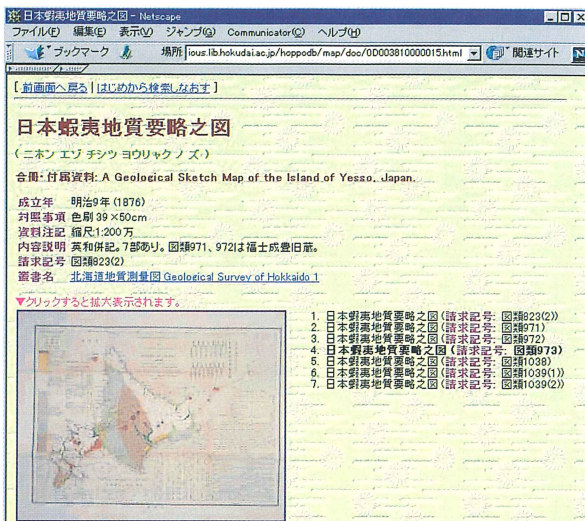 日本蝦夷地質要略之図 - Netscape
ファイル(F) 編集(E) 表示(V) ジャンプ(G) Communicator(C) ヘルプ(H)
ブックマーク 場所 ious.lib.hokudai.ac.jp/hoppodb/map/doc/0D003810000015.html 関連サイト N
[ 前画面へ戻る | はじめから検索しなおす ]
日本蝦夷地質要略之図
( ニホン エゾ チシツ ヨウリャク ノ ズ )
合冊・付属資料: A Geological Sketch Map of the Island of Yesso, Japan.
成立年 明治9年 (1876)
対照事項 色刷 39×50cm
資料注記 縮尺1:200万
内容説明 英和併記。7部あり。図類971、972は福士成豊旧蔵。
請求記号 図類823(2)
叢書名 北海道地質測量図 Geological Survey of Hokkaido 1
▼クリックすると拡大表示されます。
1. 日本蝦夷地質要略之図 (請求記号: 図類823(2))
2. 日本蝦夷地質要略之図 (請求記号: 図類971)
3. 日本蝦夷地質要略之図 (請求記号: 図類972)
4. 日本蝦夷地質要略之図 (請求記号: 図類973)
5. 日本蝦夷地質要略之図 (請求記号: 図類1038)
6. 日本蝦夷地質要略之図 (請求記号: 図類1039(1))
7. 日本蝦夷地質要略之図 (請求記号: 図類1039(2))